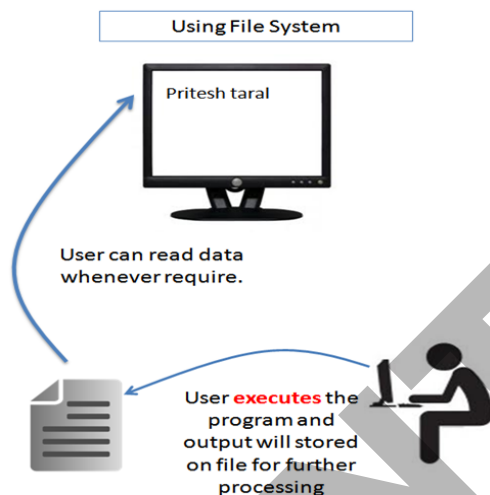 Using File System
Pritesh taral
User can read data
whenever require.
User executes the
program and
output will stored
on file for further
processing